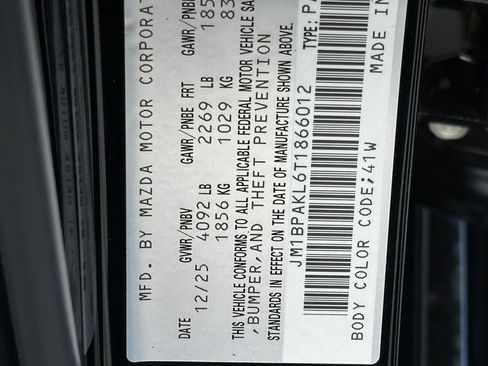 MFD. BY MAZDA MOTOR CORPORAT
DATE GVWR/PNBV GAWR/PNBE FRT GAWR/PNBE
12/25 4092 LB 2269 LB 185
1856 KG 1029 KG 83
THIS VEHICLE CONFORMS TO ALL APPLICABLE FEDERAL MOTOR VEHICLE SA
,BUMPER,AND THEFT PREVENTION
STANDARDS IN EFFECT ON THE DATE OF MANUFACTURE SHOWN ABOVE.
JM1BPAKL6T1866012 TYPE: P
BODY COLOR CODE;41W MADE IN